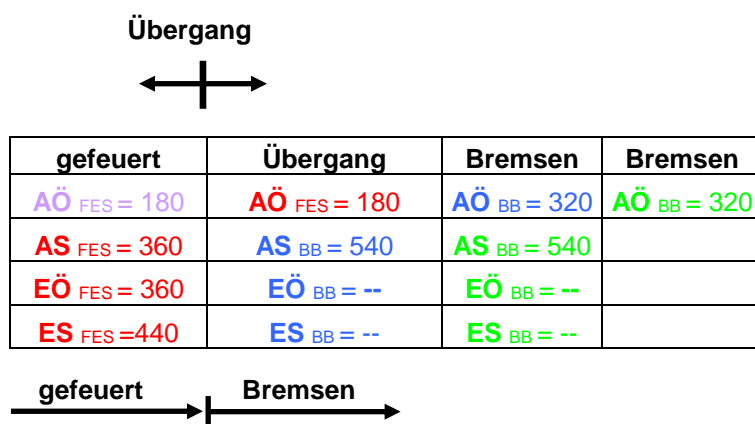 Übergang
gefeuert Übergang Bremsen Bremsen
AÖ FES = 180 AÖ FES = 180 AÖ BB = 320 AÖ BB = 320
AS FES = 360 AS BB = 540 AS BB = 540
EÖ FES = 360 EÖ BB = -- EÖ BB = --
ES FES =440 ES BB = -- ES BB = --
gefeuert Bremsen